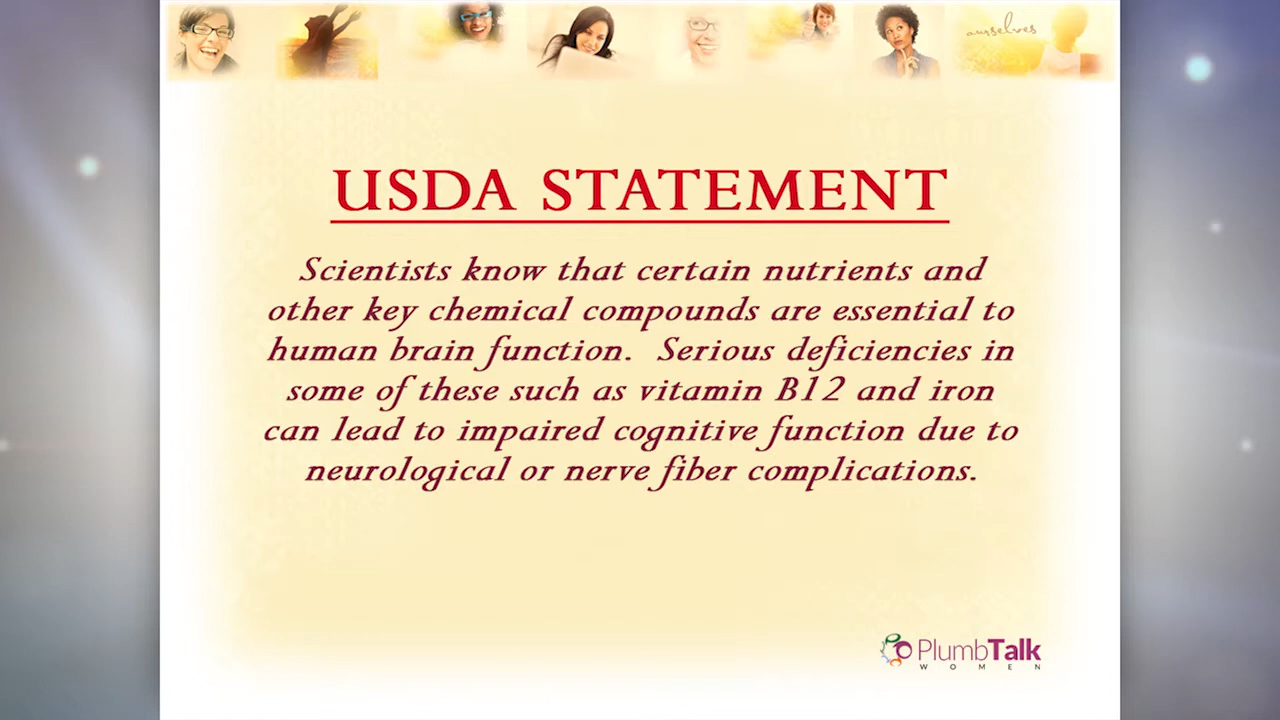 ourselves
USDA STATEMENT
Scientists know that certain nutrients and
other key chemical compounds are essential to
human brain function. Serious deficiencies in
some of these such as vitamin B12 and iron
can lead to impaired cognitive function due to
neurological or nerve fiber complications.
PlumbTalk
WOMEN